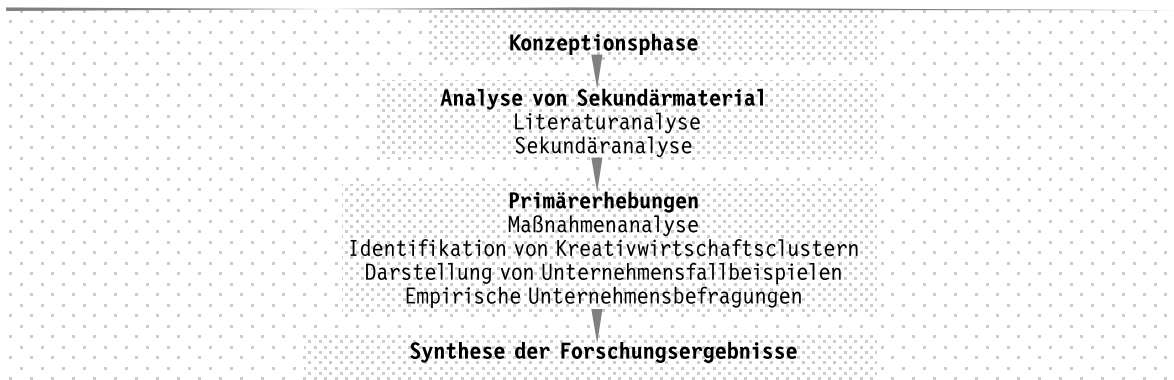 Konzeptionsphase
Analyse von Sekundärmaterial
Literaturanalyse
Sekundäranalyse
Primärerhebungen
Maßnahmenanalyse
Identifikation von Kreativwirtschaftsclustern
Darstellung von Unternehmensfallbeispielen
Empirische Unternehmensbefragungen
Synthese der Forschungsergebnisse